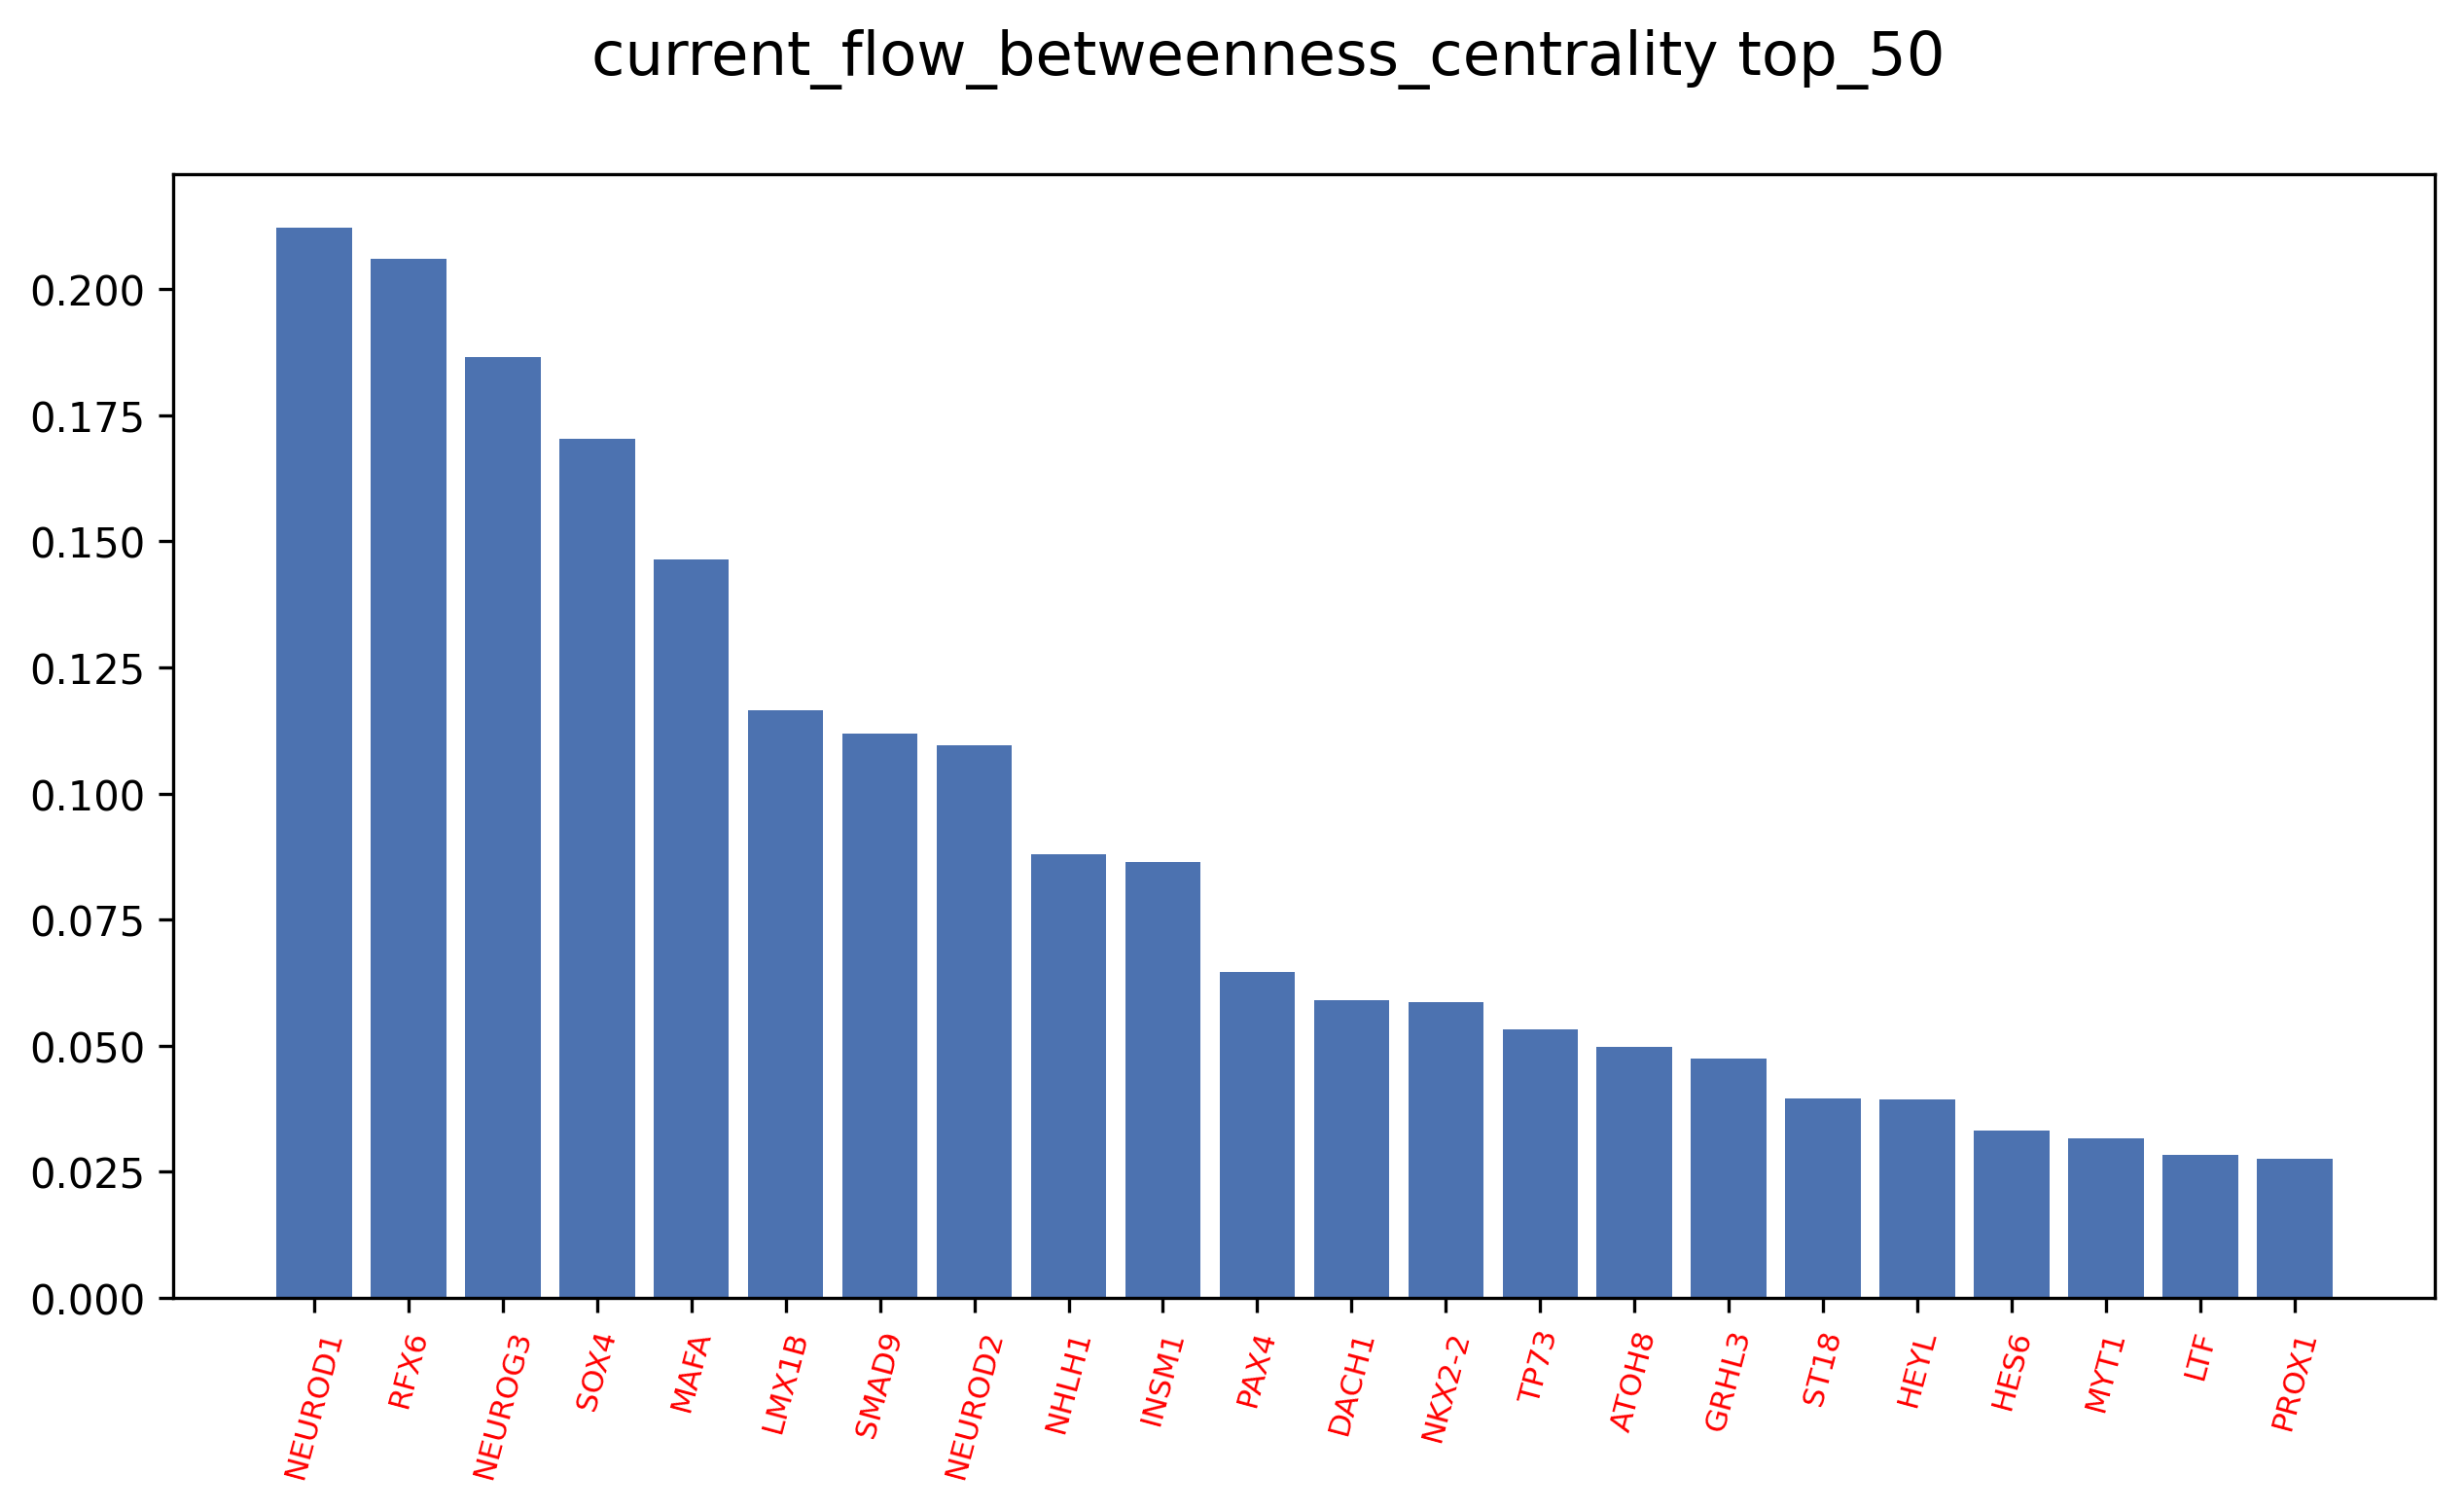 current_flow_betweenness_centrality top_50
0.200
0.175
0.150
0.125
0.100
0.075
0.050
0.025
0.000
NEUROD1
RFX6
NEUROG3
SOX4
MAFA
LMX1B
SMAD9
NEUROD2
NHLH1
INSM1
PAX4
DACH1
NKX2-2
TP73
ATOH8
GRHL3
ST18
HEYL
HES6
MYT1
LTF
PROX1